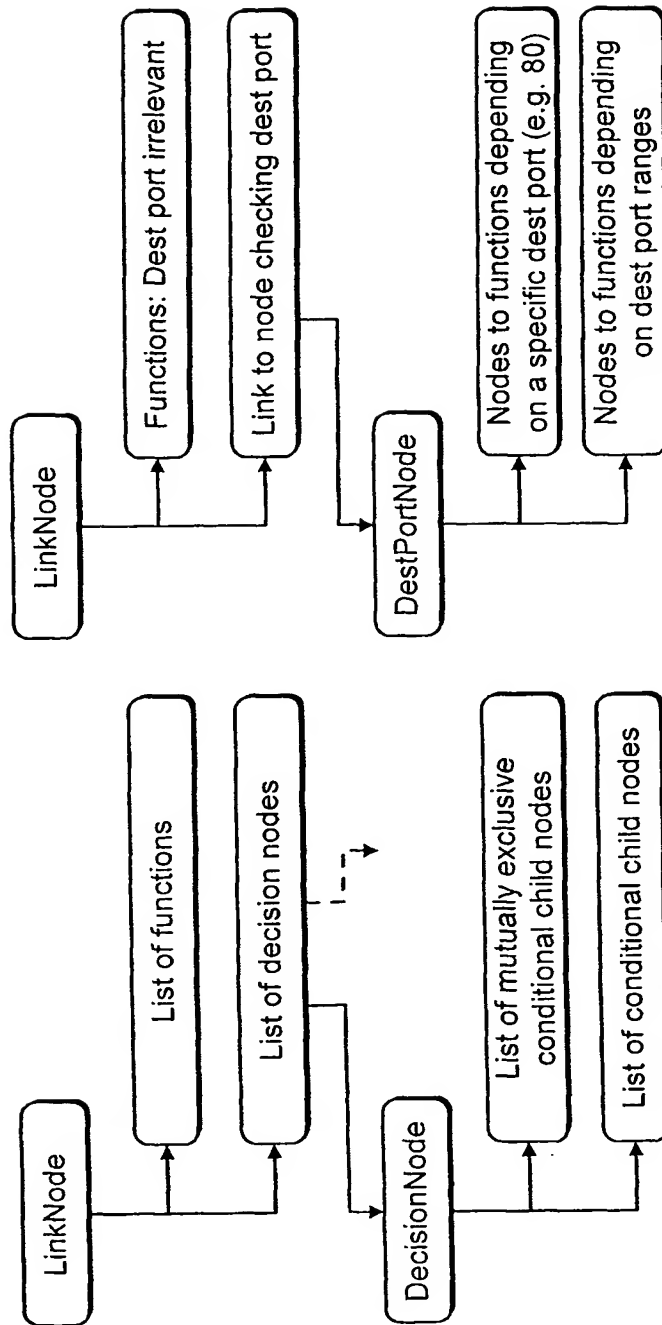 LinkNode
List of functions
List of decision nodes
DecisionNode
List of mutually exclusive
conditional child nodes
List of conditional child nodes
LinkNode
Functions: Dest port irrelevant
Link to node checking dest port
DestPortNode
Nodes to functions depending
on a specific dest port (e.g. 80)
Nodes to functions depending
on dest port ranges